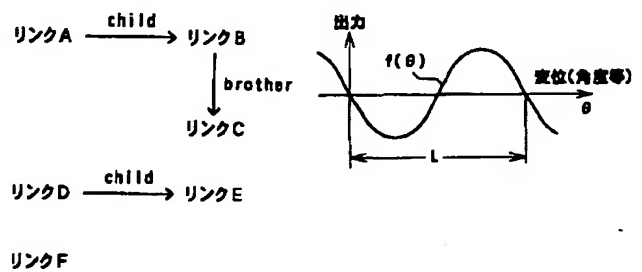 リンクA child リンクB
brother
リンクC
リンクD child リンクE
リンクF
出力
f(θ)
変位(角度等)
θ
L